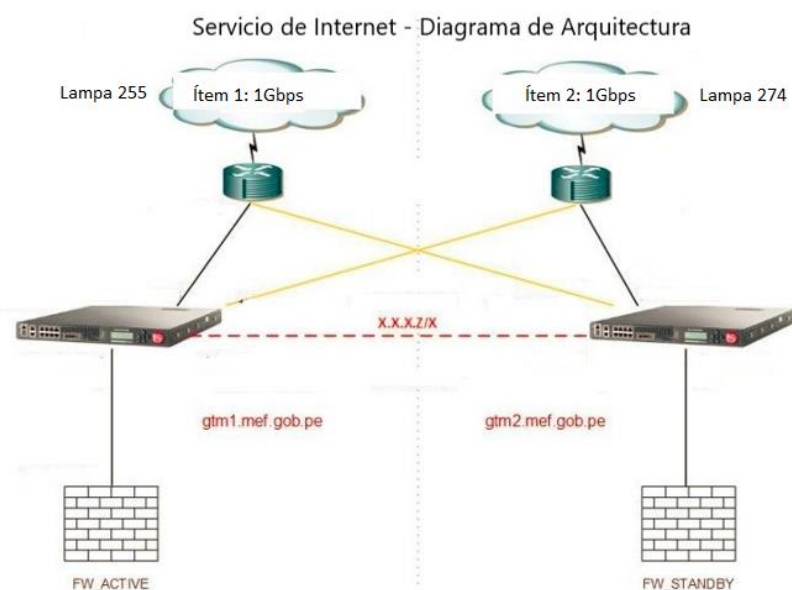 Servicio de Internet - Diagrama de Arquitectura
Lampa 255
Ítem 1: 1Gbps
Ítem 2: 1Gbps
Lampa 274
X.X.X.Z/X
gtm1.mef.gob.pe
gtm2.mef.gob.pe
FW_ACTIVE
FW_STANDBY